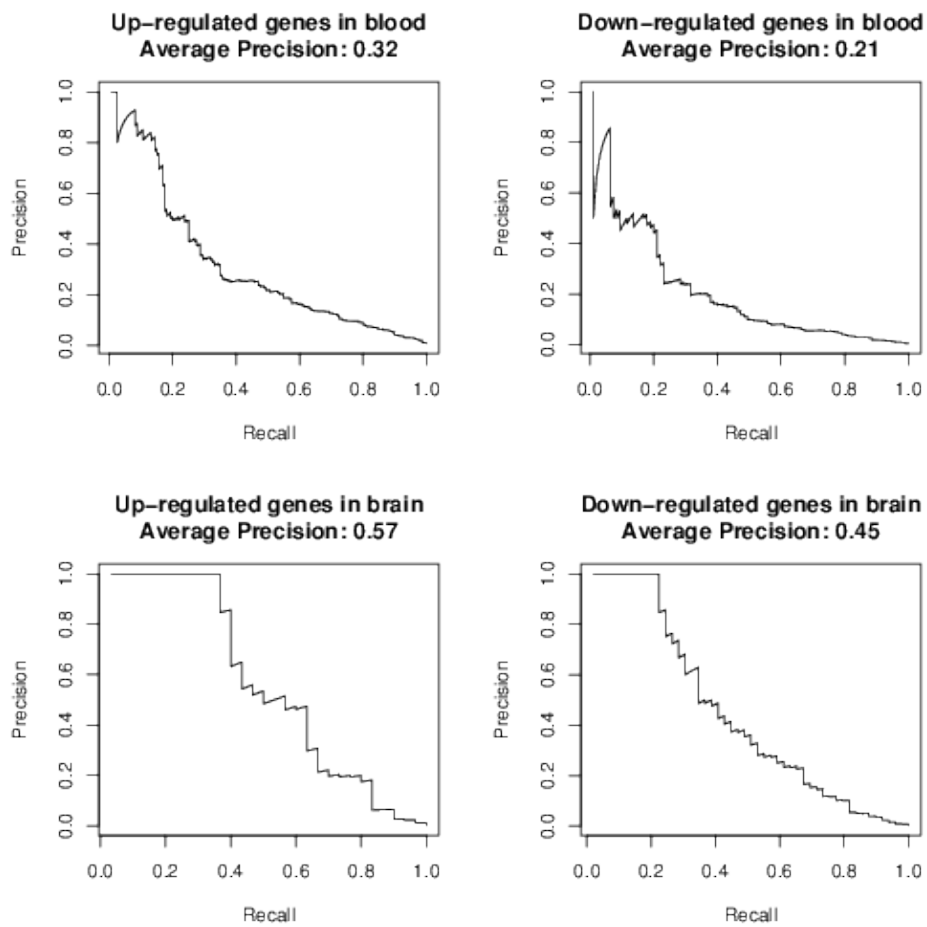 Up-regulated genes in blood
Average Precision: 0.32
Precision
0.0 0.2 0.4 0.6 0.8 1.0
0.0 0.2 0.4 0.6 0.8 1.0
Recall
Down-regulated genes in blood
Average Precision: 0.21
Precision
0.0 0.2 0.4 0.6 0.8 1.0
0.0 0.2 0.4 0.6 0.8 1.0
Recall
Up-regulated genes in brain
Average Precision: 0.57
Precision
0.0 0.2 0.4 0.6 0.8 1.0
0.0 0.2 0.4 0.6 0.8 1.0
Recall
Down-regulated genes in brain
Average Precision: 0.45
Precision
0.0 0.2 0.4 0.6 0.8 1.0
0.0 0.2 0.4 0.6 0.8 1.0
Recall